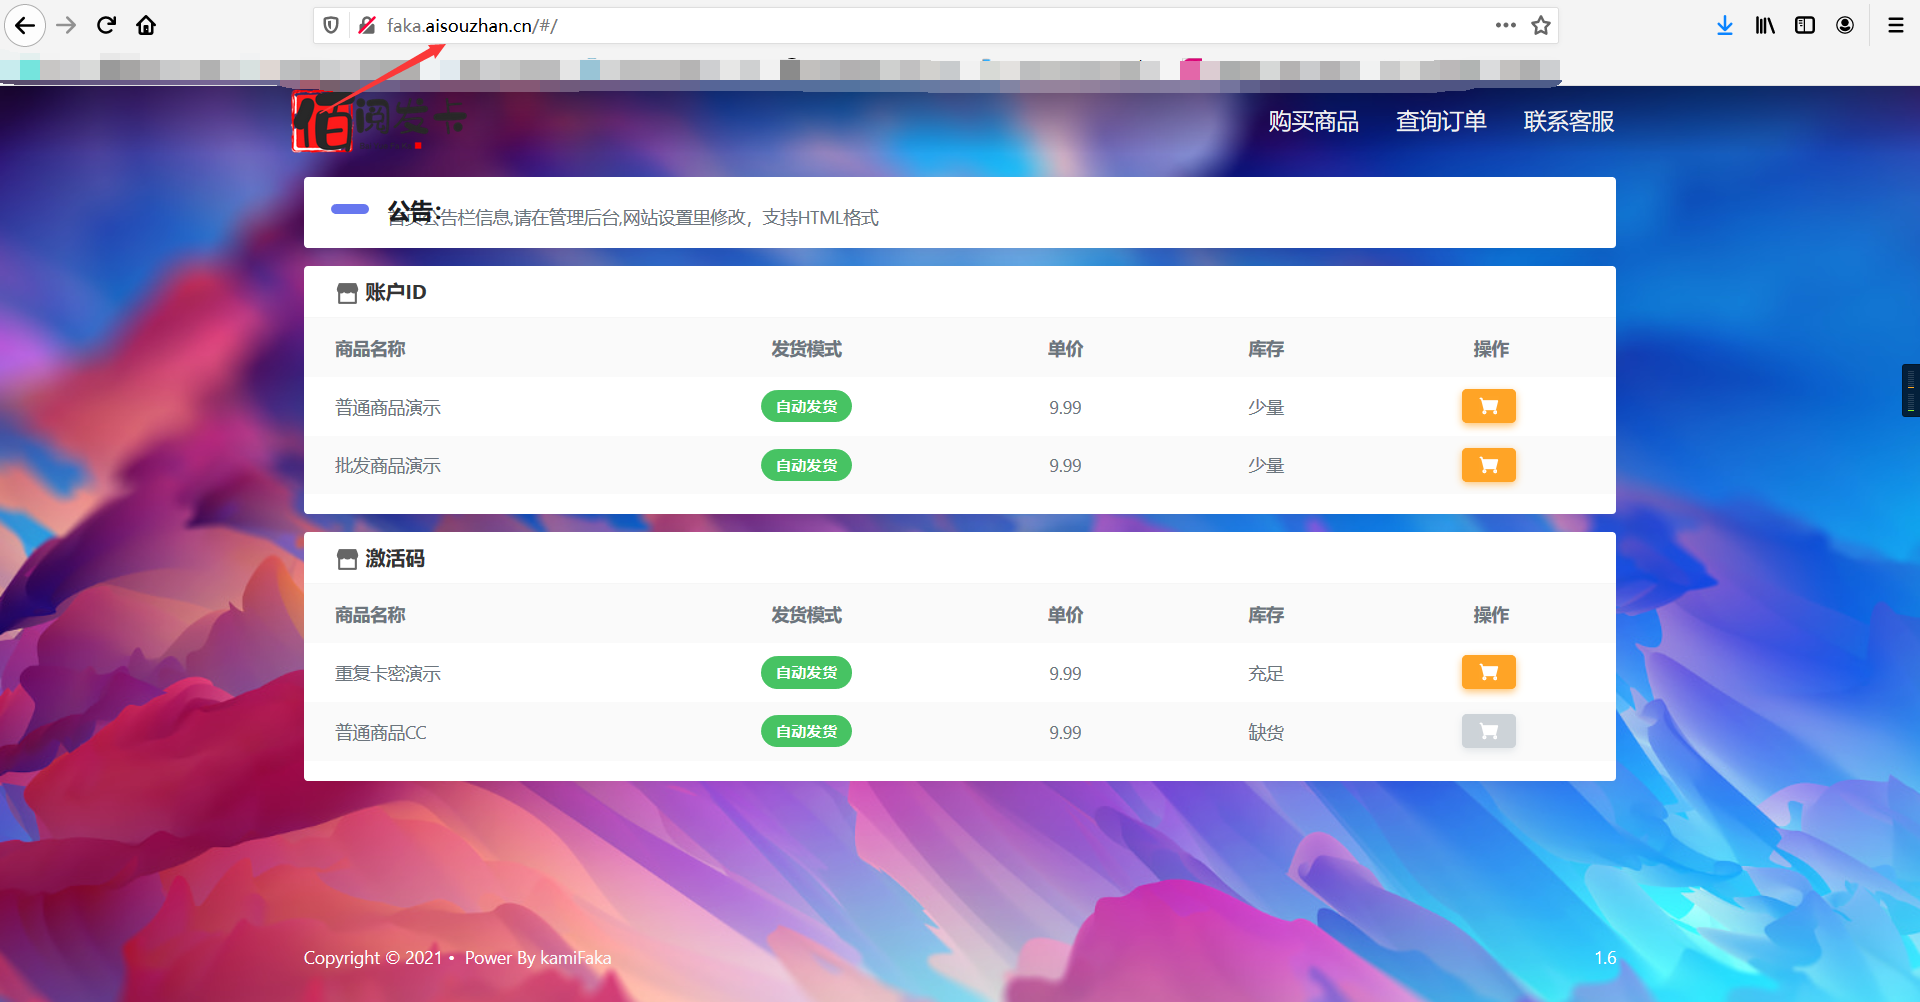 faka.aisouzhan.cn/#/
佰阅发卡
购买商品 查询订单 联系客服
公告:
首页公告栏信息,请在管理后台,网站设置里修改，支持HTML格式
账户ID
商品名称 发货模式 单价 库存 操作
普通商品演示 自动发货 9.99 少量
批发商品演示 自动发货 9.99 少量
激活码
商品名称 发货模式 单价 库存 操作
重复卡密演示 自动发货 9.99 充足
普通商品CC 自动发货 9.99 缺货
Copyright © 2021 • Power By kamiFaka 1.6